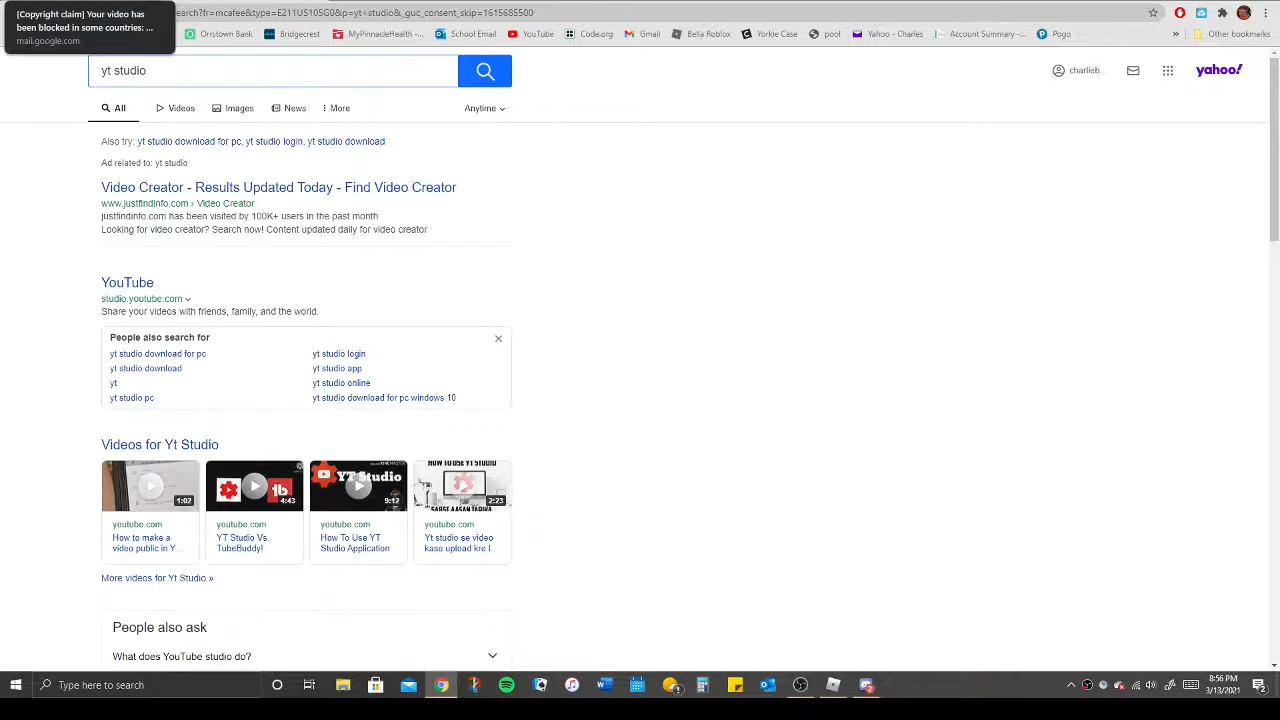 [Copyright claim] Your video has
been blocked in some countries: ...
mail.google.com
search?fr=mcafee&type=E211US105G0&p=yt+studio&_guc_consent_skip=1615685500
Orrstown Bank
Bridgecrest
MyPinnacleHealth -...
School Email
YouTube
Code.org
Gmail
Bella Roblox
Yorkie Case
pool
Yahoo - Charlies
Account Summary -...
Pogo
»
Other bookmarks
yt studio
charlieb...
yahoo!
All
Videos
Images
News
More
Anytime
Also try: yt studio download for pc, yt studio login, yt studio download
Ad related to: yt studio
Video Creator - Results Updated Today - Find Video Creator
www.justfindinfo.com › Video Creator
justfindinfo.com has been visited by 100K+ users in the past month
Looking for video creator? Search now! Content updated daily for video creator
YouTube
studio.youtube.com
Share your videos with friends, family, and the world.
People also search for
yt studio download for pc
yt studio login
yt studio download
yt studio app
yt
yt studio online
yt studio pc
yt studio download for pc windows 10
Videos for Yt Studio
1:02
4:43
YT Studio
9:12
HOW TO USE YT STUDIO
SABSE AASAN TARIKA
2:23
youtube.com
How to make a
video public in Y...
youtube.com
YT Studio Vs.
TubeBuddy!
youtube.com
How To Use YT
Studio Application
youtube.com
Yt studio se video
kase upload kre I...
More videos for Yt Studio »
People also ask
What does YouTube studio do?
Type here to search
8:56 PM
3/13/2021
2